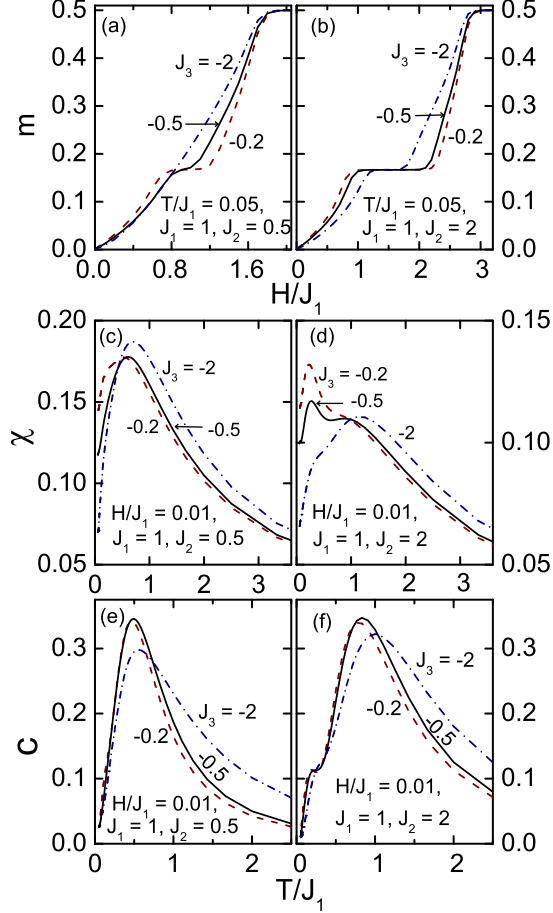 (a)
0.5
0.4
0.3
0.2
0.1
0.0
m
J₃ = -2
-0.5
-0.2
T/J₁ = 0.05,
J₁ = 1, J₂ = 0.5
0.0 0.8 1.6
(b)
J₃ = -2
-0.5
-0.2
T/J₁ = 0.05,
J₁ = 1, J₂ = 2
0.5
0.4
0.3
0.2
0.1
0.0
0 1 2 3
H/J₁
(c)
0.20
0.15
0.10
0.05
χ
J₃ = -2
-0.2
-0.5
H/J₁ = 0.01,
J₁ = 1, J₂ = 0.5
0 1 2 3
(d)
J₃ = -0.2
-0.5
-2
H/J₁ = 0.01,
J₁ = 1, J₂ = 2
0.15
0.10
0.05
0 1 2 3
(e)
0.3
0.2
0.1
0.0
C
J₃ = -2
-0.2
-0.5
H/J₁ = 0.01,
J₁ = 1, J₂ = 0.5
0 1 2
(f)
J₃ = -2
-0.2
-0.5
H/J₁ = 0.01,
J₁ = 1, J₂ = 2
0.3
0.2
0.1
0.0
0 1 2
T/J₁